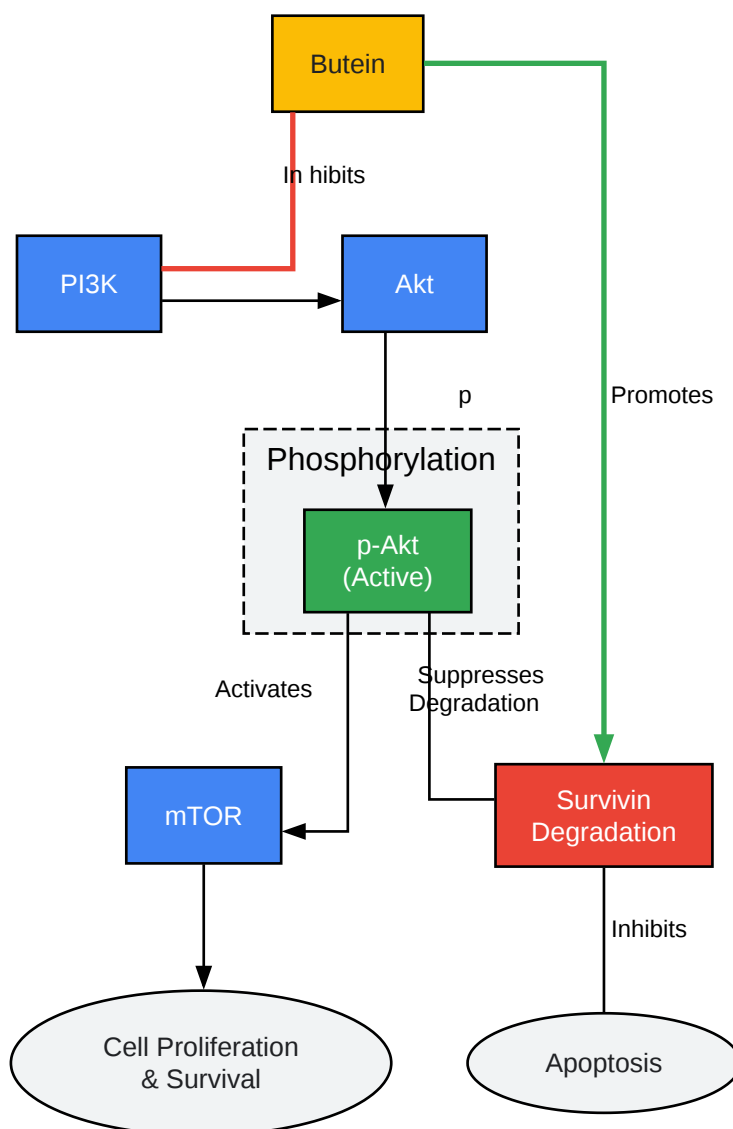 Butein
In hibits
PI3K
Akt
p
Promotes
Phosphorylation
p-Akt
(Active)
Activates
Suppresses
Degradation
mTOR
Survivin
Degradation
Inhibits
Cell Proliferation
& Survival
Apoptosis